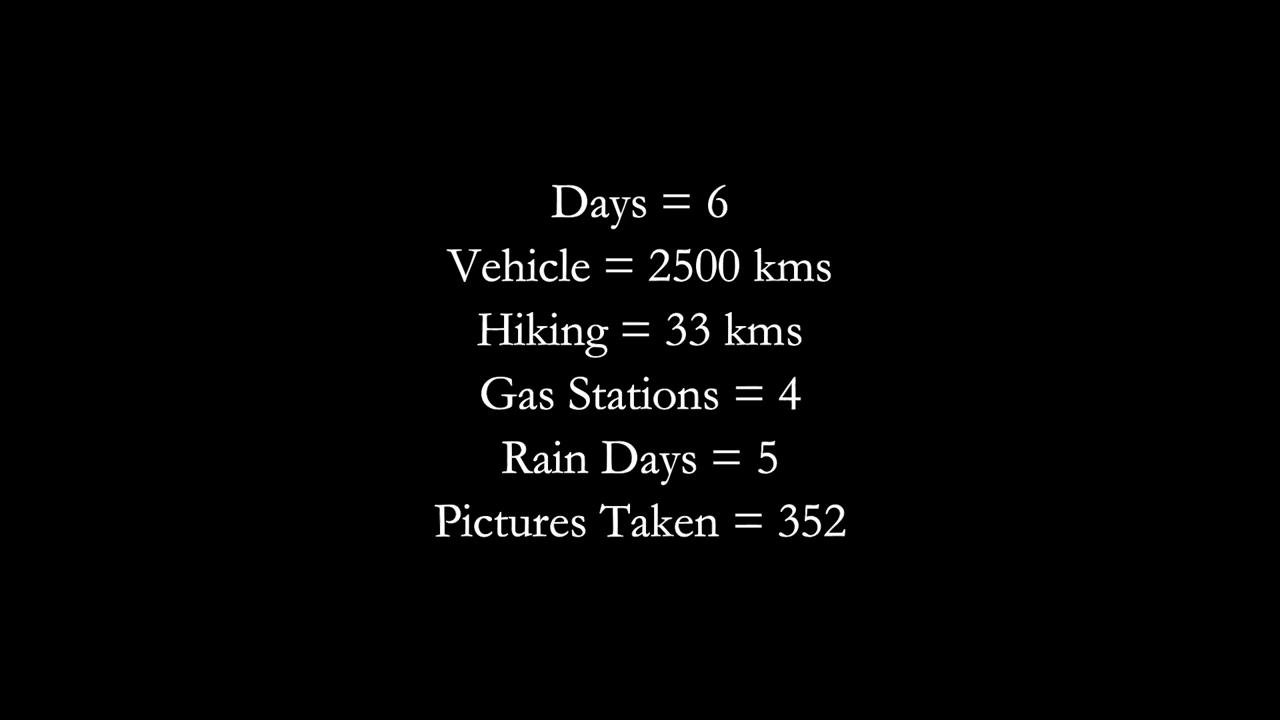 Days = 6
Vehicle = 2500 kms
Hiking = 33 kms
Gas Stations = 4
Rain Days = 5
Pictures Taken = 352